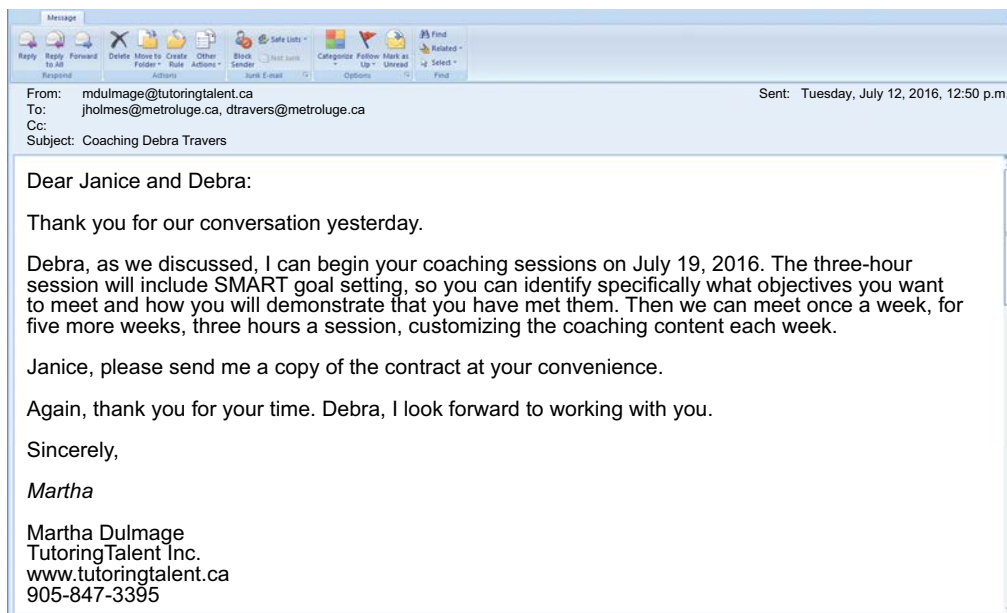 Message
Reply Reply to All Forward Delete Move to Folder Create Rule Other Actions Block Sender Safe Lists Not Junk Categorize Follow Up Mark as Unread Find Related Select
Respond Actions Junk E-mail Options Find
From: mdulmage@tutoringtalent.ca Sent: Tuesday, July 12, 2016, 12:50 p.m
To: jholmes@metroluge.ca, dtravers@metroluge.ca
Cc:
Subject: Coaching Debra Travers
Dear Janice and Debra:
Thank you for our conversation yesterday.
Debra, as we discussed, I can begin your coaching sessions on July 19, 2016. The three-hour
session will include SMART goal setting, so you can identify specifically what objectives you want
to meet and how you will demonstrate that you have met them. Then we can meet once a week, for
five more weeks, three hours a session, customizing the coaching content each week.
Janice, please send me a copy of the contract at your convenience.
Again, thank you for your time. Debra, I look forward to working with you.
Sincerely,
Martha
Martha Dulmage
TutoringTalent Inc.
www.tutoringtalent.ca
905-847-3395